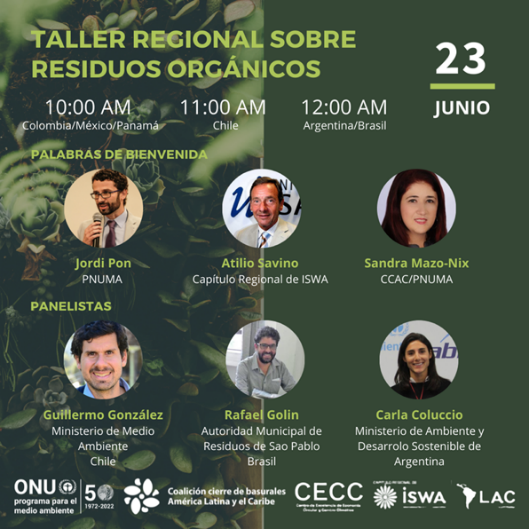 TALLER REGIONAL SOBRE
RESIDUOS ORGÁNICOS
23
JUNIO
10:00 AM
Colombia/México/Panamá
11:00 AM
Chile
12:00 AM
Argentina/Brasil
PALABRAS DE BIENVENIDA
Jordi Pon
PNUMA
Atilio Savino
Capítulo Regional de ISWA
Sandra Mazo-Nix
CCAC/PNUMA
PANELISTAS
Guillermo González
Ministerio de Medio
Ambiente
Chile
Rafael Golin
Autoridad Municipal de
Residuos de Sao Pablo
Brasil
Carla Coluccio
Ministerio de Ambiente y
Desarrolo Sostenible de
Argentina
ONU
programa para el
medio ambiente
50
1972-2022
Coalición cierre de basurales
América Latina y el Caribe
CECC
ISWA
LAC